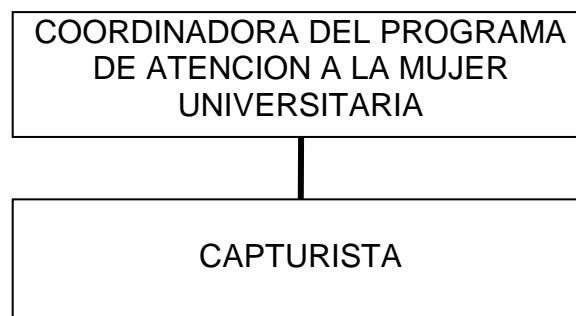 COORDINADORA DEL PROGRAMA
DE ATENCION A LA MUJER
UNIVERSITARIA
CAPTURISTA